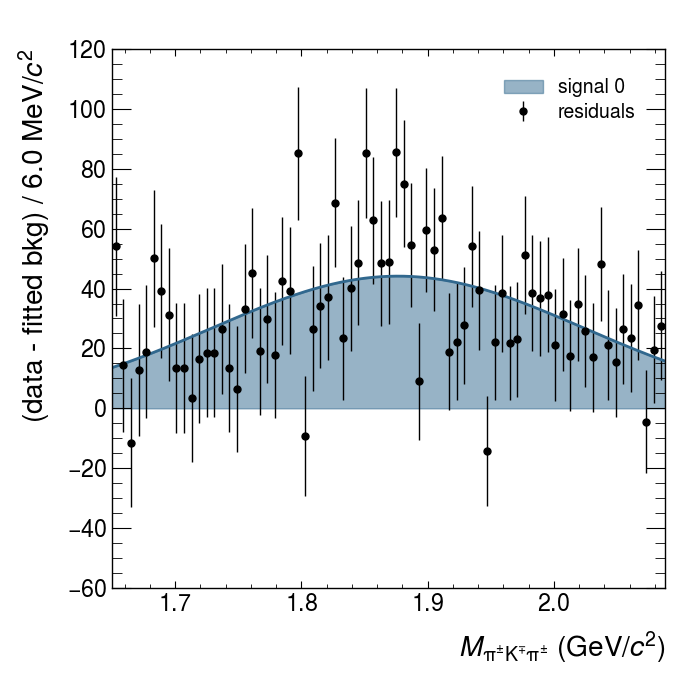 120
100
80
60
40
20
0
−20
−40
−60
(data - fitted bkg) / 6.0 MeV/c²
signal 0
residuals
1.7 1.8 1.9 2.0
M_{π^{±}K^{∓}π^{±}} (GeV/c²)